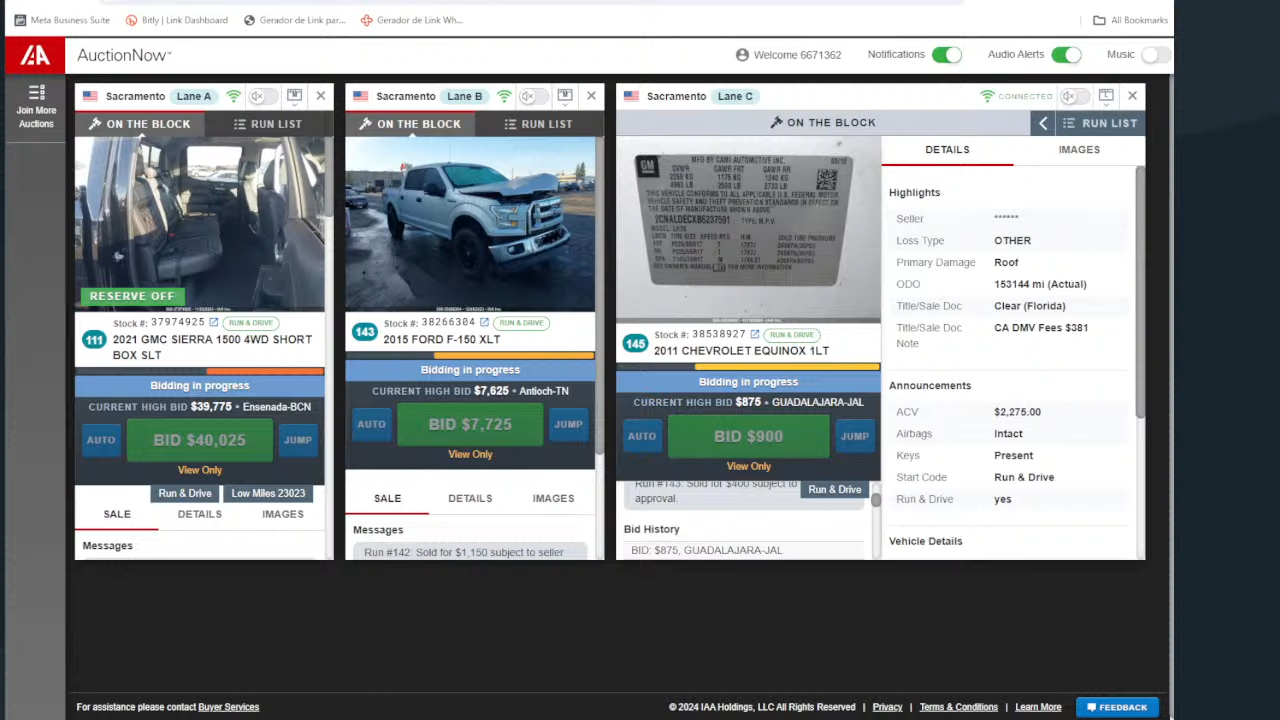 Meta Business Suite
Bitly | Link Dashboard
Gerador de Link par...
Gerador de Link Wh...
All Bookmarks
IAA
AuctionNow™
Welcome 6671362
Notifications
Audio Alerts
Music
Join More
Auctions
Sacramento Lane A
ON THE BLOCK
RUN LIST
RESERVE OFF
111
Stock #: 37974925
RUN & DRIVE
2021 GMC SIERRA 1500 4WD SHORT
BOX SLT
Bidding in progress
CURRENT HIGH BID $39,775 • Ensenada-BCN
AUTO
BID $40,025
JUMP
View Only
Run & Drive
Low Miles 23023
SALE
DETAILS
IMAGES
Messages
Sacramento Lane B
ON THE BLOCK
RUN LIST
143
Stock #: 38266304
RUN & DRIVE
2015 FORD F-150 XLT
Bidding in progress
CURRENT HIGH BID $7,625 • Antioch-TN
AUTO
BID $7,725
JUMP
View Only
SALE
DETAILS
IMAGES
Messages
Run #142: Sold for $1,150 subject to seller
Sacramento Lane C
CONNECTED
ON THE BLOCK
RUN LIST
GM
MFD BY CAMI AUTOMOTIVE INC.
145
Stock #: 38538927
RUN & DRIVE
2011 CHEVROLET EQUINOX 1LT
Bidding in progress
CURRENT HIGH BID $875 • GUADALAJARA-JAL
AUTO
BID $900
JUMP
View Only
Run #143: Sold for $400 subject to
approval.
Run & Drive
Bid History
BID: $875, GUADALAJARA-JAL
DETAILS
IMAGES
Highlights
Seller ******
Loss Type OTHER
Primary Damage Roof
ODO 153144 mi (Actual)
Title/Sale Doc Clear (Florida)
Title/Sale Doc CA DMV Fees $381
Note
Announcements
ACV $2,275.00
Airbags Intact
Keys Present
Start Code Run & Drive
Run & Drive yes
Vehicle Details
For assistance please contact Buyer Services
© 2024 IAA Holdings, LLC All Rights Reserved | Privacy | Terms & Conditions | Learn More
FEEDBACK